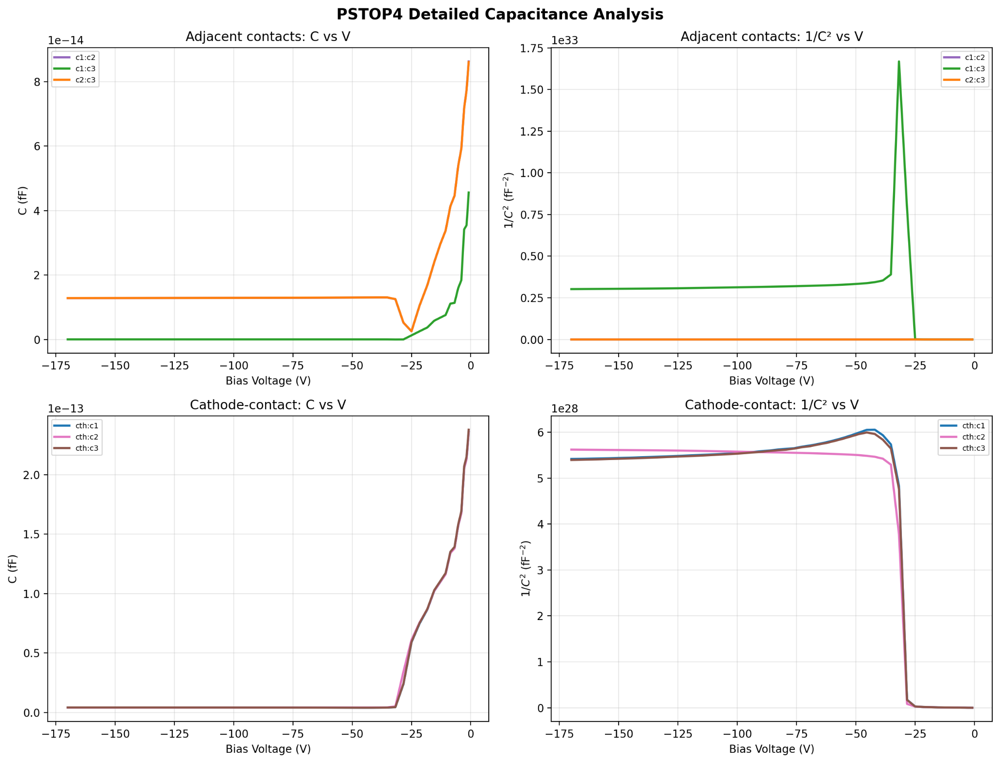 PSTOP4 Detailed Capacitance Analysis
Adjacent contacts: C vs V
1e−14
c1:c2
c1:c3
c2:c3
8
6
4
2
0
C (fF)
−175 −150 −125 −100 −75 −50 −25 0
Bias Voltage (V)
Adjacent contacts: 1/C² vs V
1e33
c1:c2
c1:c3
c2:c3
1.75
1.50
1.25
1.00
0.75
0.50
0.25
0.00
1/C² (fF⁻²)
−175 −150 −125 −100 −75 −50 −25 0
Bias Voltage (V)
Cathode-contact: C vs V
1e−13
cth:c1
cth:c2
cth:c3
2.0
1.5
1.0
0.5
0.0
C (fF)
−175 −150 −125 −100 −75 −50 −25 0
Bias Voltage (V)
Cathode-contact: 1/C² vs V
1e28
cth:c1
cth:c2
cth:c3
6
5
4
3
2
1
0
1/C² (fF⁻²)
−175 −150 −125 −100 −75 −50 −25 0
Bias Voltage (V)